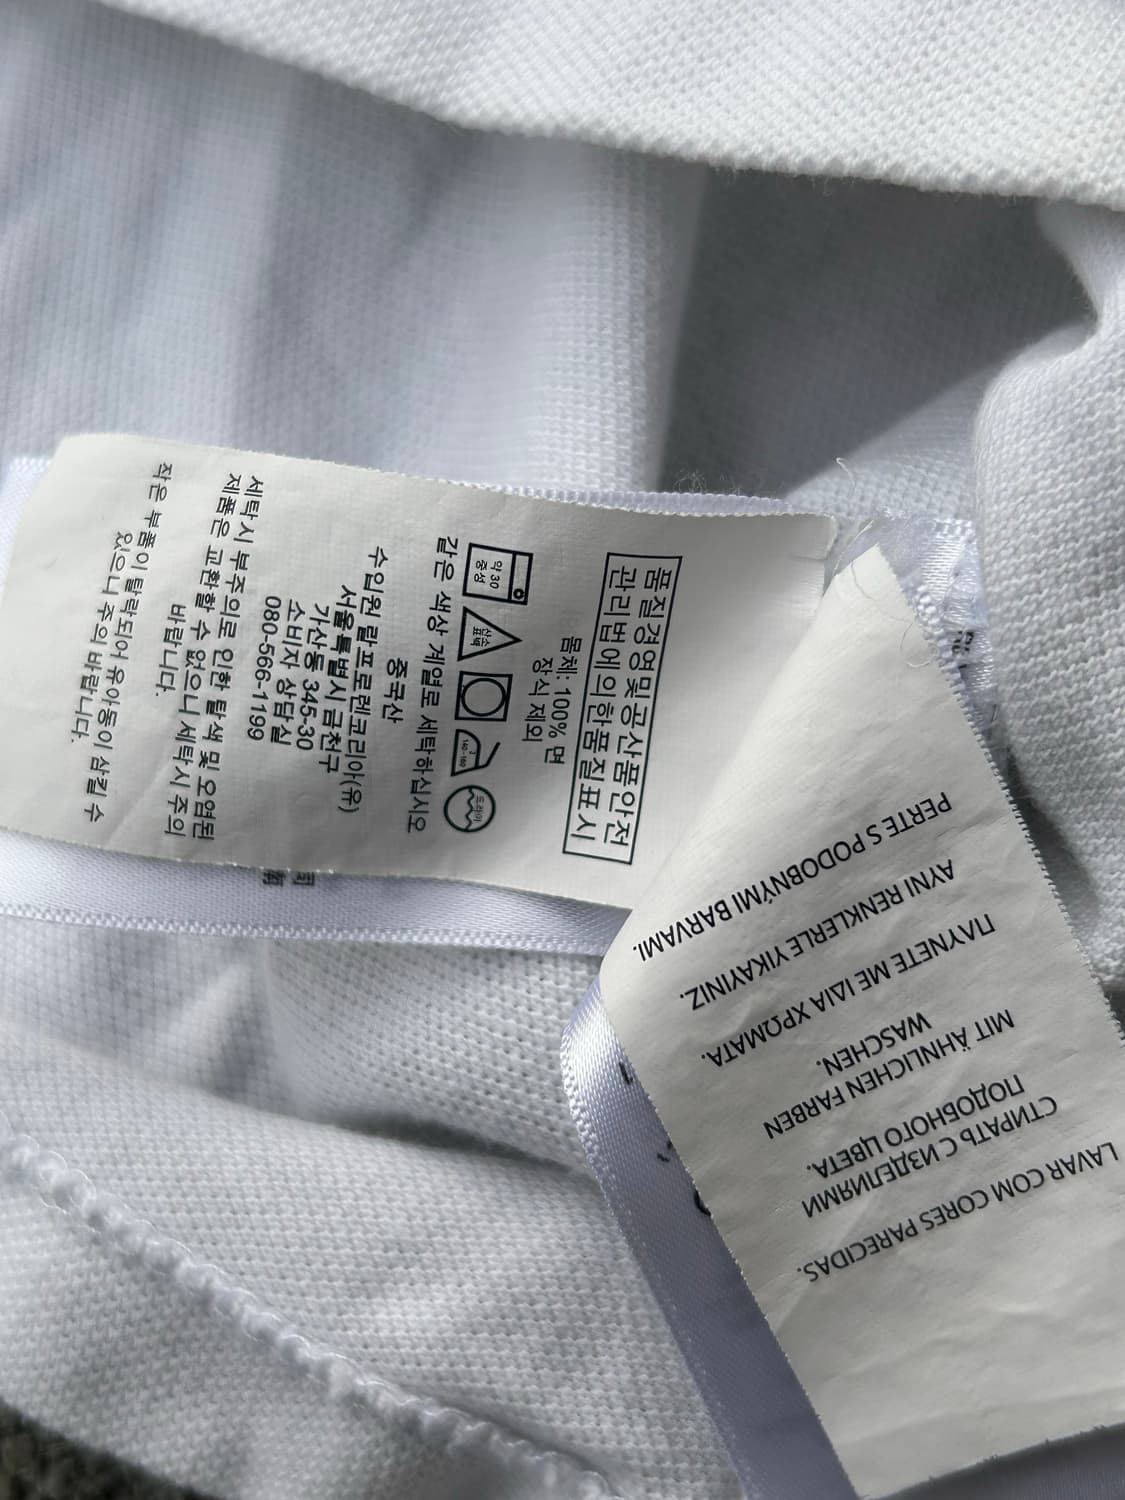 품질경영및공산품안전
관리법에의한품질표시
몸체: 100% 면
장식 제외
약 30
중성
산소
표백
140~160
드라이
같은 색상 계열로 세탁하십시오
중국산
수입원 랄프로렌코리아(유)
서울특별시 금천구
가산동 345-30
소비자 상담실
080-566-1199
세탁 시 부주의로 인한 탈색 및 오염된
제품은 교환할 수 없으니 세탁 시 주의
바랍니다.
작은 부품이 탈락되어 유아동이 삼킬 수
있으니 주의 바랍니다.
LAVAR COM CORES PARECIDAS.
СТИРАТЬ С ИЗДЕЛИЯМИ
ПОДОБНОГО ЦВЕТА.
MIT ÄHNLICHEN FARBEN
WASCHEN.
ΠΛΥΝΕΤΕ ΜΕ ΙΔΙΑ ΧΡΩΜΑΤΑ.
AYNI RENKLERLE YIKAYINIZ.
PERTE S PODOBNÝMI BARVAMI.